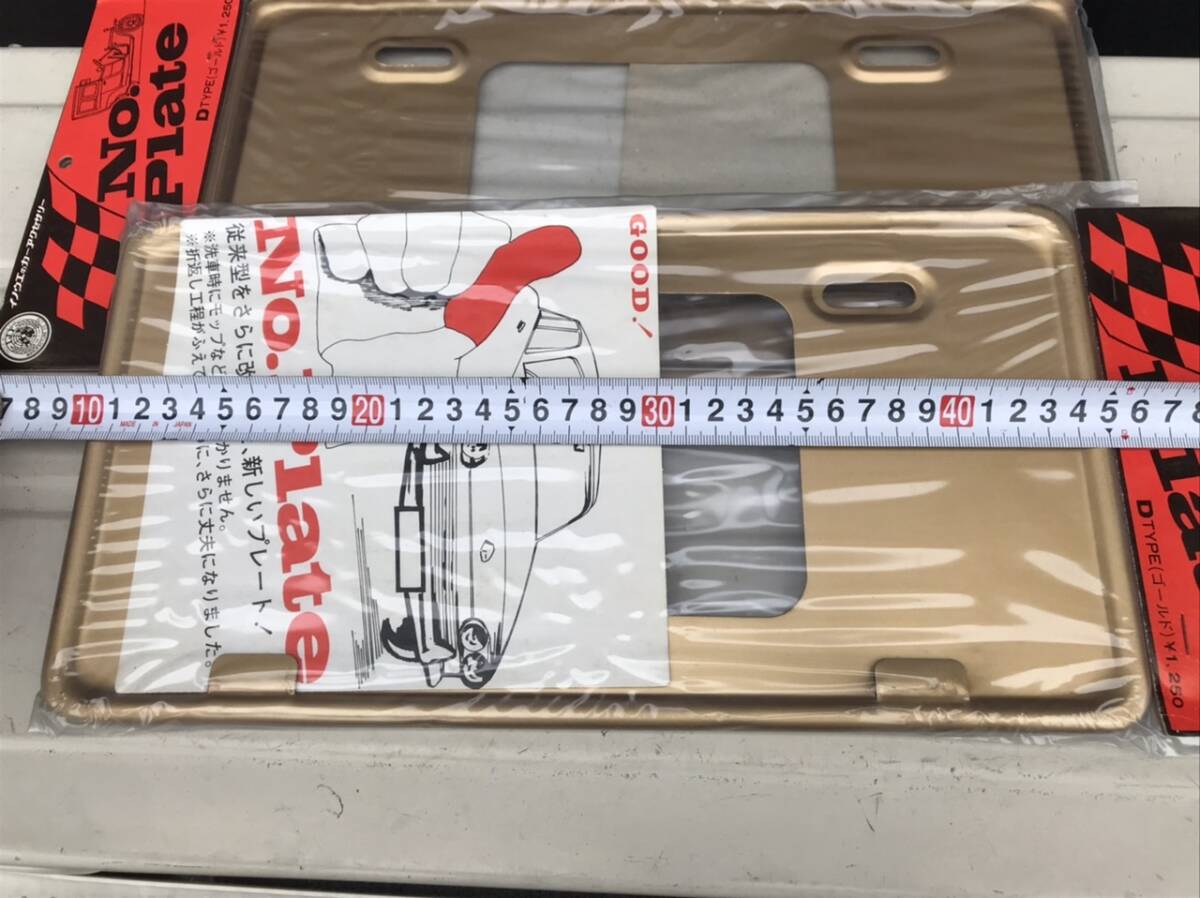 No.
Plate
D TYPE(ゴールド)¥1,250
GOOD!
No. Plate
従来型をさらに改
、新しいプレート!
※洗車時にモップなど
かりません。
※折返し工程がふえて
に、さらに丈夫になりました。
7 8 9 10 1 2 3 4 5 6 7 8 9 20 1 2 3 4 5 6 7 8 9 30 1 2 3 4 5 6 7 8 9 40 1 2 3 4 5 6 7 8
MADE IN JAPAN
D TYPE(ゴールド)¥1,250